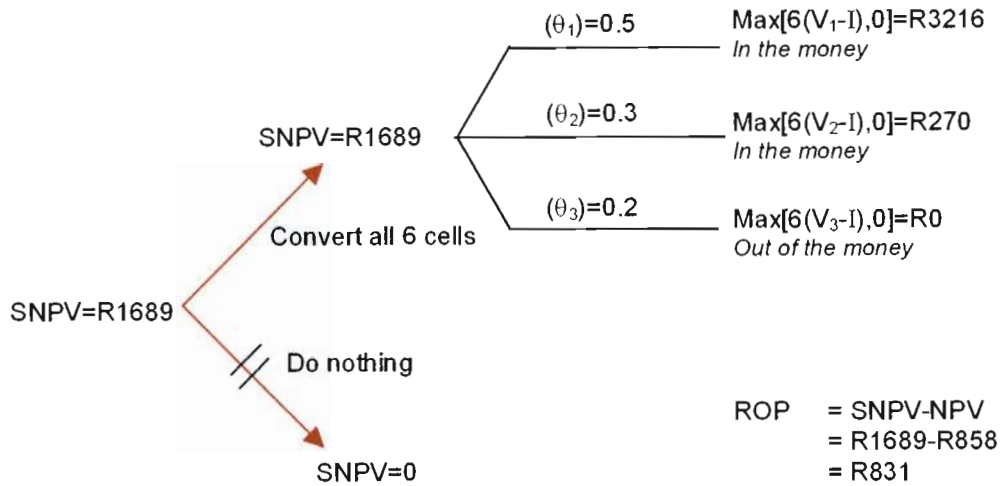 (θ₁)=0.5
Max[6(V₁-I),0]=R3216
In the money
SNPV=R1689
(θ₂)=0.3
Max[6(V₂-I),0]=R270
In the money
(θ₃)=0.2
Max[6(V₃-I),0]=R0
Out of the money
Convert all 6 cells
SNPV=R1689
Do nothing
SNPV=0
ROP = SNPV-NPV
= R1689-R858
= R831